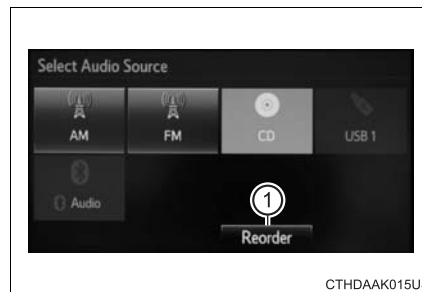 Select Audio Source
AM
FM
CD
USB 1
Audio
1
Reorder
CTHDAAK015U